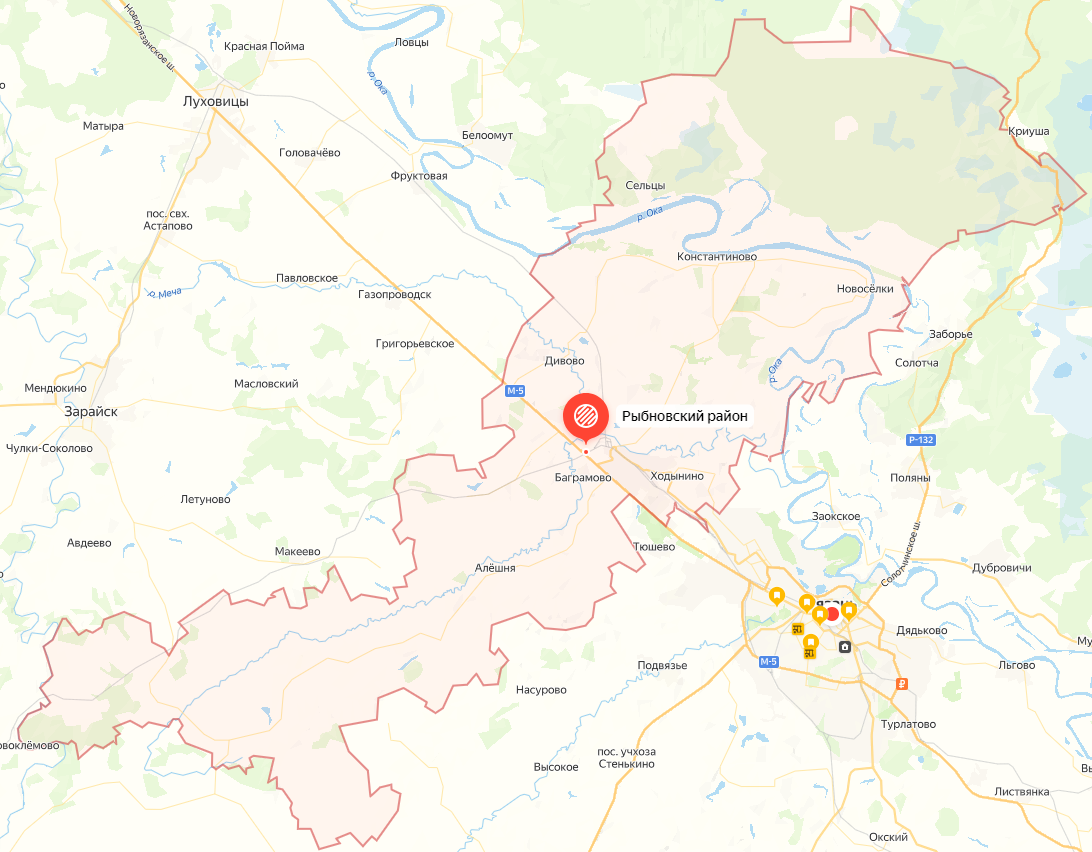 Новорязанское ш.
Красная Пойма
Ловцы
р. Ока
Луховицы
Матыра
Белоомут
Криуша
Головачёво
Фруктовая
Сельцы
пос. свх.
Астапово
р. Ока
Константиново
Павловское
р. Меча
Газопроводск
Новосёлки
Заборье
Григорьевское
Дивово
Солотча
р. Ока
Мендюкино
Масловский
М-5
Зарайск
Рыбновский район
Р-132
Чулки-Соколово
Баграмово
Ходынино
Поляны
Летуново
Заокское
Авдеево
Макеево
Тюшево
Солотчинское ш.
Алёшня
Дубровичи
Дядьково
М-5
Подвязье
Льгово
Насурово
Турлатово
пос. учхоза
Стенькино
Высокое
Листвянка
Окский